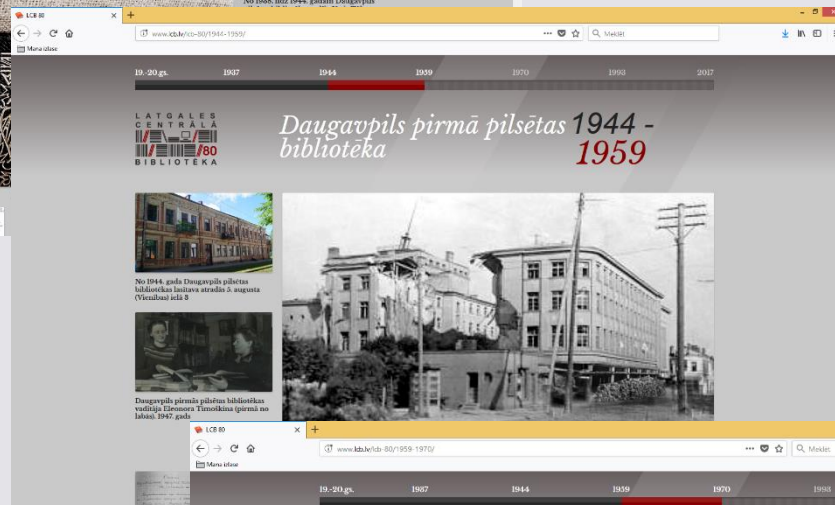 No 1938. līdz 1944. gadam Daugavpils
LCB 80
www.lcb.lv/lcb-80/1944-1959/
Meklēt
Mana izlase
19.-20.gs. 1937 1944 1959 1970 1993 2017
LATGALES
CENTRĀLĀ
/80
BIBLIOTĒKA
Daugavpils pirmā pilsētas
bibliotēka
1944 -
1959
No 1944. gada Daugavpils pilsētas
bibliotēkas lasītava atradās 5. augusta
(Vienības) ielā 8
Daugavpils pirmās pilsētas bibliotēkas
vadītāja Eleonora Timoškina (pirmā no
labās). 1947. gads
LCB 80
www.lcb.lv/lcb-80/1959-1970/
Meklēt
Mana izlase
19.-20.gs. 1937 1944 1959 1970 1993